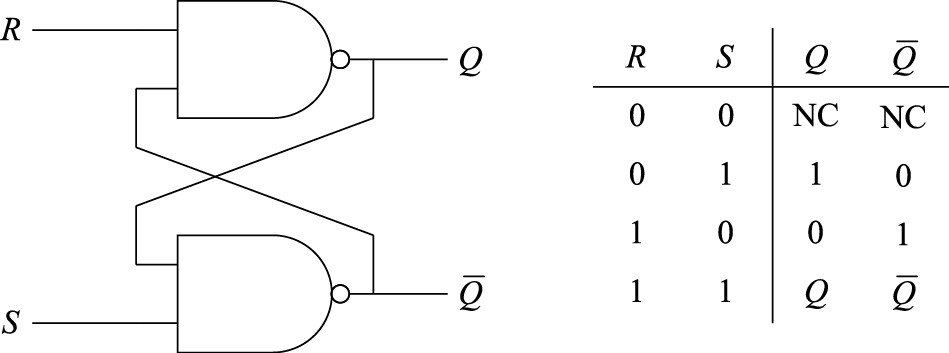 R
Q
S
Q̅
R S Q Q̅
0 0 NC NC
0 1 1 0
1 0 0 1
1 1 Q Q̅